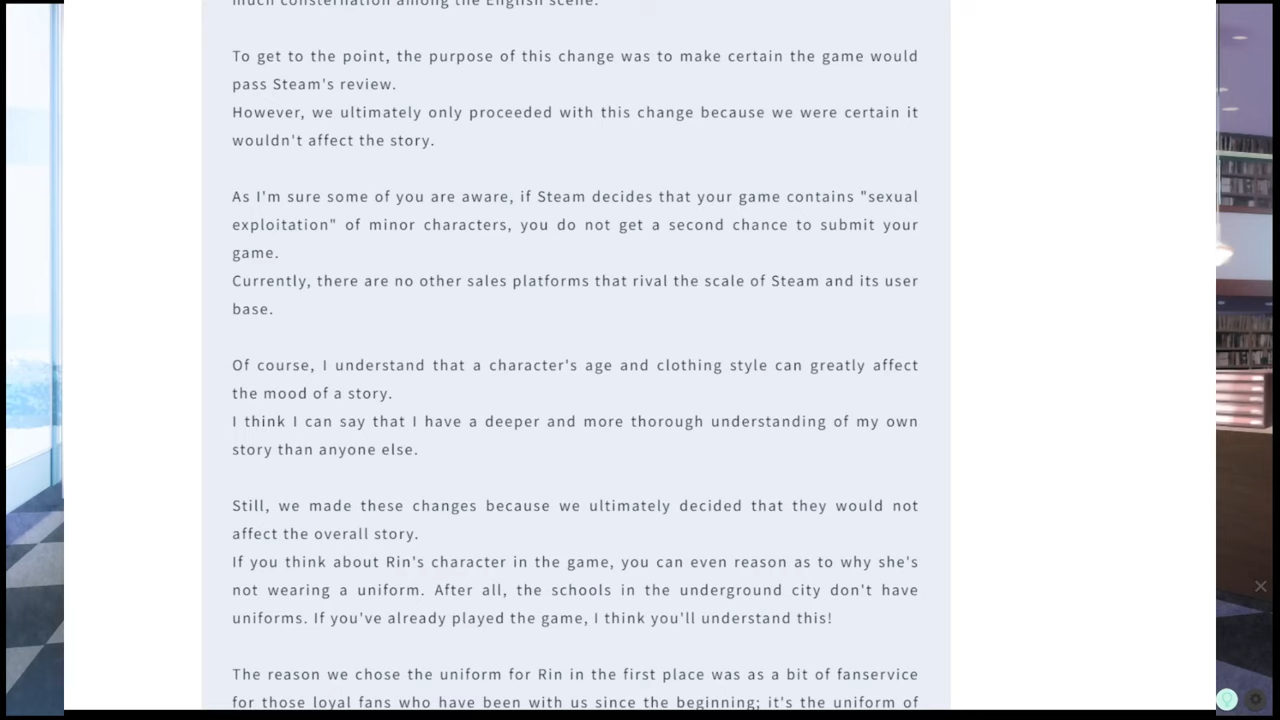 much consternation among the English scene.
To get to the point, the purpose of this change was to make certain the game would
pass Steam's review.
However, we ultimately only proceeded with this change because we were certain it
wouldn't affect the story.
As I'm sure some of you are aware, if Steam decides that your game contains "sexual
exploitation" of minor characters, you do not get a second chance to submit your
game.
Currently, there are no other sales platforms that rival the scale of Steam and its user
base.
Of course, I understand that a character's age and clothing style can greatly affect
the mood of a story.
I think I can say that I have a deeper and more thorough understanding of my own
story than anyone else.
Still, we made these changes because we ultimately decided that they would not
affect the overall story.
If you think about Rin's character in the game, you can even reason as to why she's
not wearing a uniform. After all, the schools in the underground city don't have
uniforms. If you've already played the game, I think you'll understand this!
The reason we chose the uniform for Rin in the first place was as a bit of fanservice
for those loyal fans who have been with us since the beginning; it's the uniform of